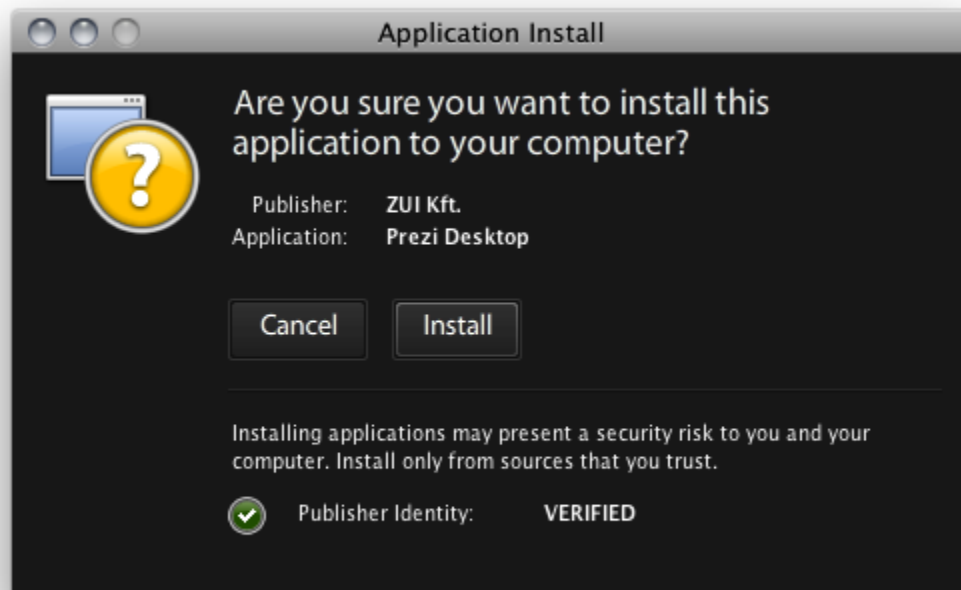 Application Install
Are you sure you want to install this
application to your computer?
Publisher: ZUI Kft.
Application: Prezi Desktop
Cancel Install
Installing applications may present a security risk to you and your
computer. Install only from sources that you trust.
Publisher Identity: VERIFIED